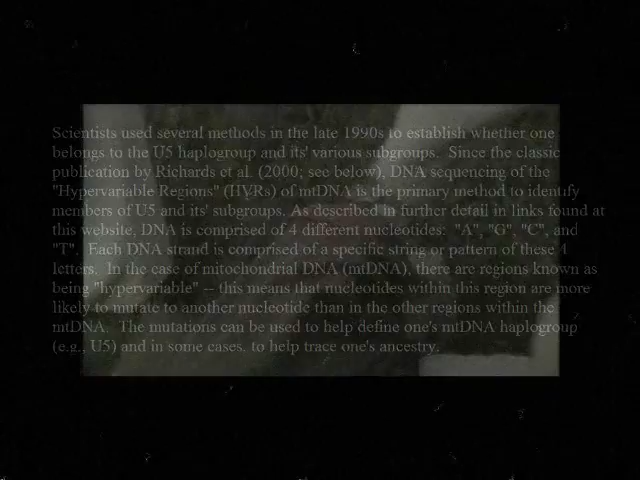 Scientists used several methods in the late 1990s to establish whether one
belongs to the U5 haplogroup and its' various subgroups.  Since the classic
publication by Richards et al. (2000; see below), DNA sequencing of the
"Hypervariable Regions" (HVRs) of mtDNA is the primary method to identify
members of U5 and its' subgroups. As described in further detail in links found at
this website, DNA is comprised of 4 different nucleotides:  "A", "G", "C", and
"T".  Each DNA strand is comprised of a specific string or pattern of these 4
letters.  In the case of mitochondrial DNA (mtDNA), there are regions known as
being "hypervariable" -- this means that nucleotides within this region are more
likely to mutate to another nucleotide than in the other regions within the
mtDNA.  The mutations can be used to help define one's mtDNA haplogroup
(e.g., U5) and in some cases, to help trace one's ancestry.